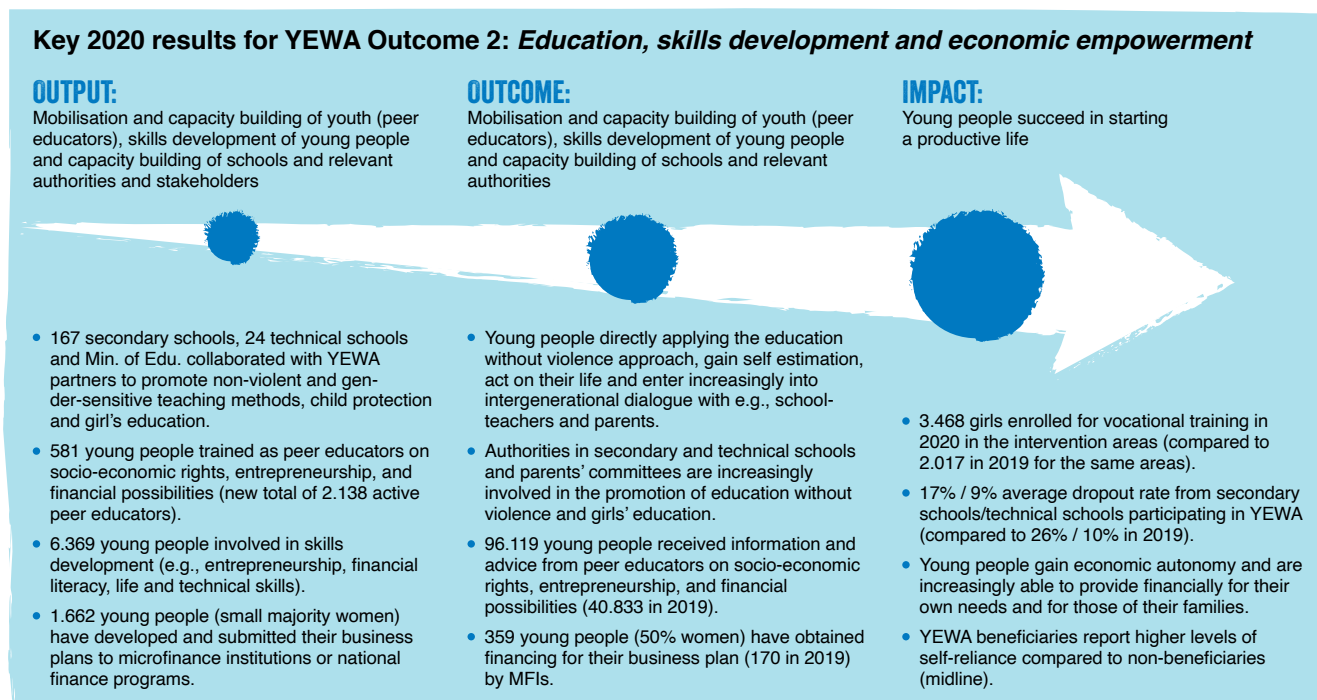 Key 2020 results for YEWA Outcome 2: Education, skills development and economic empowerment
OUTPUT:
Mobilisation and capacity building of youth (peer
educators), skills development of young people
and capacity building of schools and relevant
authorities and stakeholders
OUTCOME:
Mobilisation and capacity building of youth (peer
educators), skills development of young people
and capacity building of schools and relevant
authorities
IMPACT:
Young people succeed in starting
a productive life
• 167 secondary schools, 24 technical schools
and Min. of Edu. collaborated with YEWA
partners to promote non-violent and gen-
der-sensitive teaching methods, child protection
and girl's education.
• 581 young people trained as peer educators on
socio-economic rights, entrepreneurship, and
financial possibilities (new total of 2.138 active
peer educators).
• 6.369 young people involved in skills
development (e.g., entrepreneurship, financial
literacy, life and technical skills).
• 1.662 young people (small majority women)
have developed and submitted their business
plans to microfinance institutions or national
finance programs.
• Young people directly applying the education
without violence approach, gain self estimation,
act on their life and enter increasingly into
intergenerational dialogue with e.g., school-
teachers and parents.
• Authorities in secondary and technical schools
and parents' committees are increasingly
involved in the promotion of education without
violence and girls' education.
• 96.119 young people received information and
advice from peer educators on socio-economic
rights, entrepreneurship, and financial
possibilities (40.833 in 2019).
• 359 young people (50% women) have obtained
financing for their business plan (170 in 2019)
by MFIs.
• 3.468 girls enrolled for vocational training in
2020 in the intervention areas (compared to
2.017 in 2019 for the same areas).
• 17% / 9% average dropout rate from secondary
schools/technical schools participating in YEWA
(compared to 26% / 10% in 2019).
• Young people gain economic autonomy and are
increasingly able to provide financially for their
own needs and for those of their families.
• YEWA beneficiaries report higher levels of
self-reliance compared to non-beneficiaries
(midline).